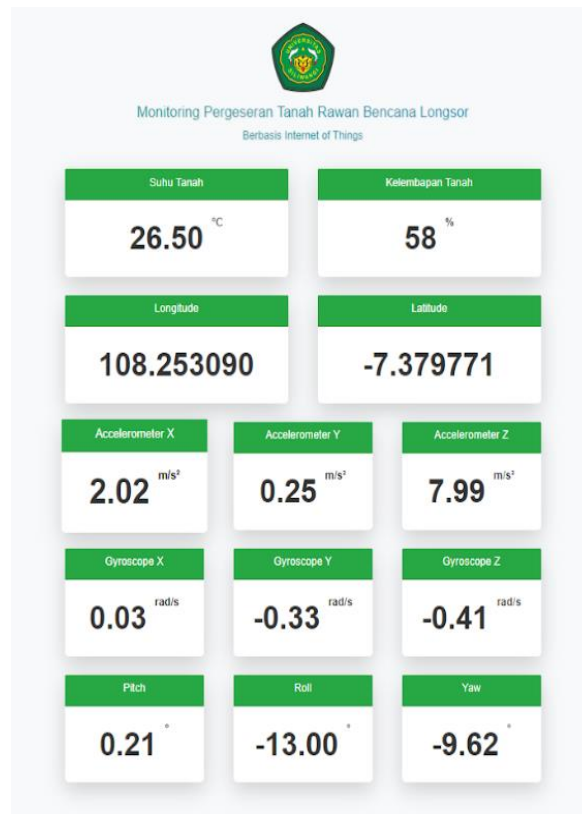 UNIVERSITAS
SILIWANGI
Monitoring Pergeseran Tanah Rawan Bencana Longsor
Berbasis Internet of Things
Suhu Tanah
Kelembapan Tanah
26.50 °C
58 %
Longitude
Latitude
108.253090
-7.379771
Accelerometer X
Accelerometer Y
Accelerometer Z
2.02 m/s²
0.25 m/s²
7.99 m/s²
Gyroscope X
Gyroscope Y
Gyroscope Z
0.03 rad/s
-0.33 rad/s
-0.41 rad/s
Pitch
Roll
Yaw
0.21 °
-13.00 °
-9.62 °